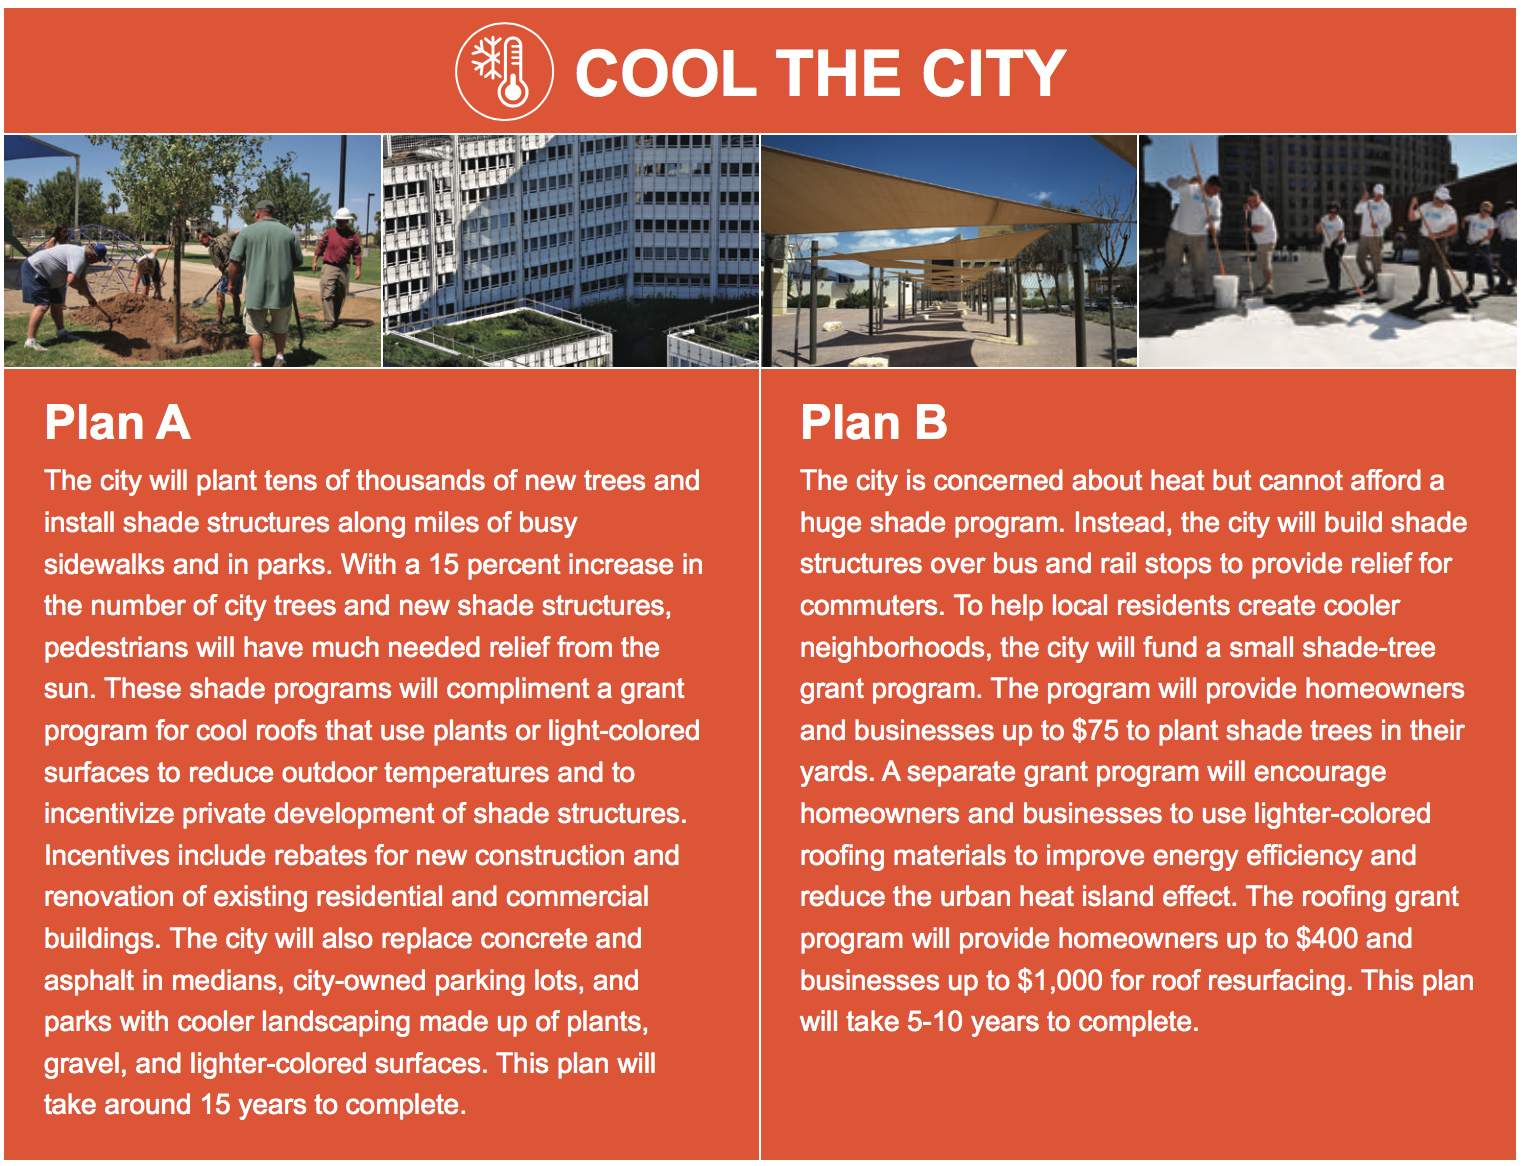 COOL THE CITY
Plan A
The city will plant tens of thousands of new trees and
install shade structures along miles of busy
sidewalks and in parks. With a 15 percent increase in
the number of city trees and new shade structures,
pedestrians will have much needed relief from the
sun. These shade programs will compliment a grant
program for cool roofs that use plants or light-colored
surfaces to reduce outdoor temperatures and to
incentivize private development of shade structures.
Incentives include rebates for new construction and
renovation of existing residential and commercial
buildings. The city will also replace concrete and
asphalt in medians, city-owned parking lots, and
parks with cooler landscaping made up of plants,
gravel, and lighter-colored surfaces. This plan will
take around 15 years to complete.
Plan B
The city is concerned about heat but cannot afford a
huge shade program. Instead, the city will build shade
structures over bus and rail stops to provide relief for
commuters. To help local residents create cooler
neighborhoods, the city will fund a small shade-tree
grant program. The program will provide homeowners
and businesses up to $75 to plant shade trees in their
yards. A separate grant program will encourage
homeowners and businesses to use lighter-colored
roofing materials to improve energy efficiency and
reduce the urban heat island effect. The roofing grant
program will provide homeowners up to $400 and
businesses up to $1,000 for roof resurfacing. This plan
will take 5-10 years to complete.